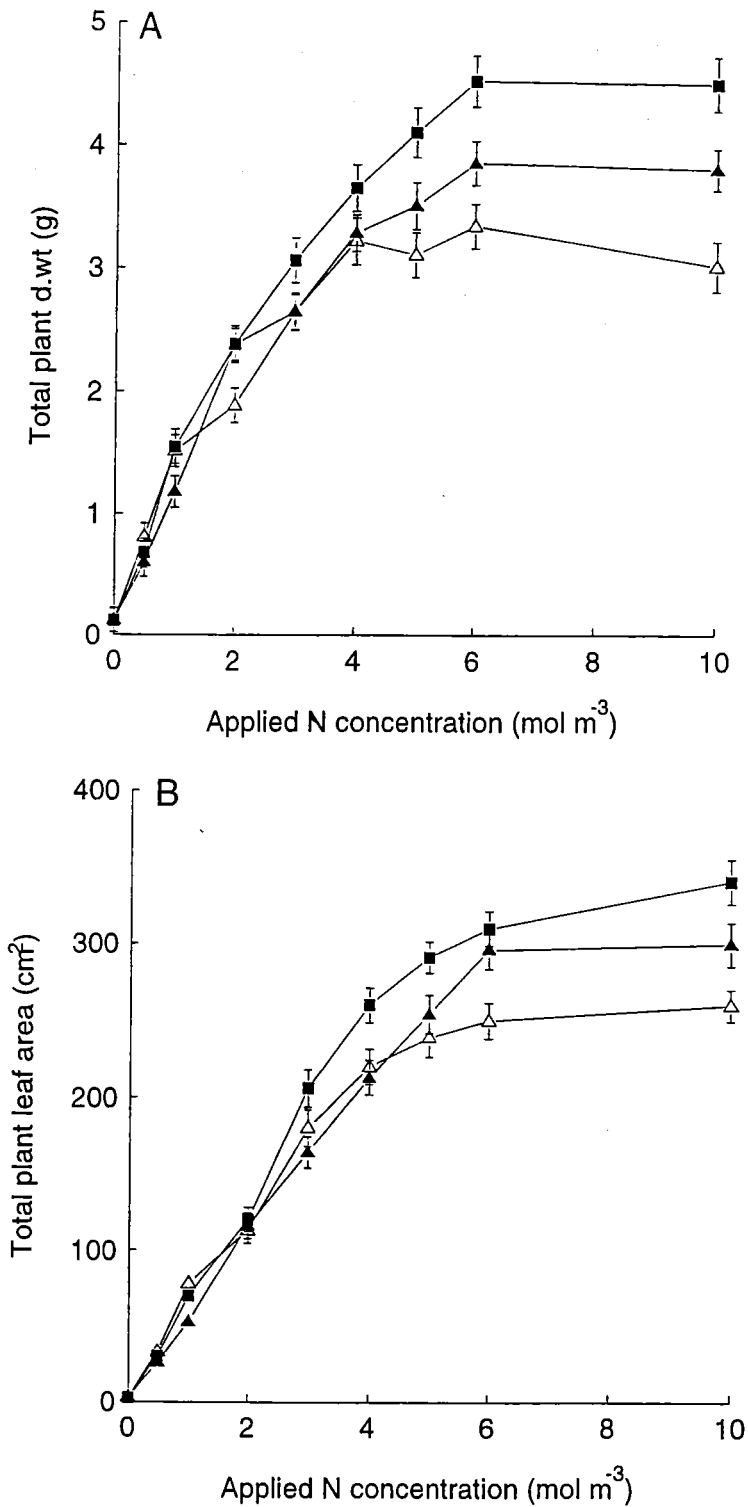 A
5
4
3
2
1
0
Total plant d.wt (g)
0 2 4 6 8 10
Applied N concentration (mol m⁻³)
B
400
300
200
100
0
Total plant leaf area (cm²)
0 2 4 6 8 10
Applied N concentration (mol m⁻³)